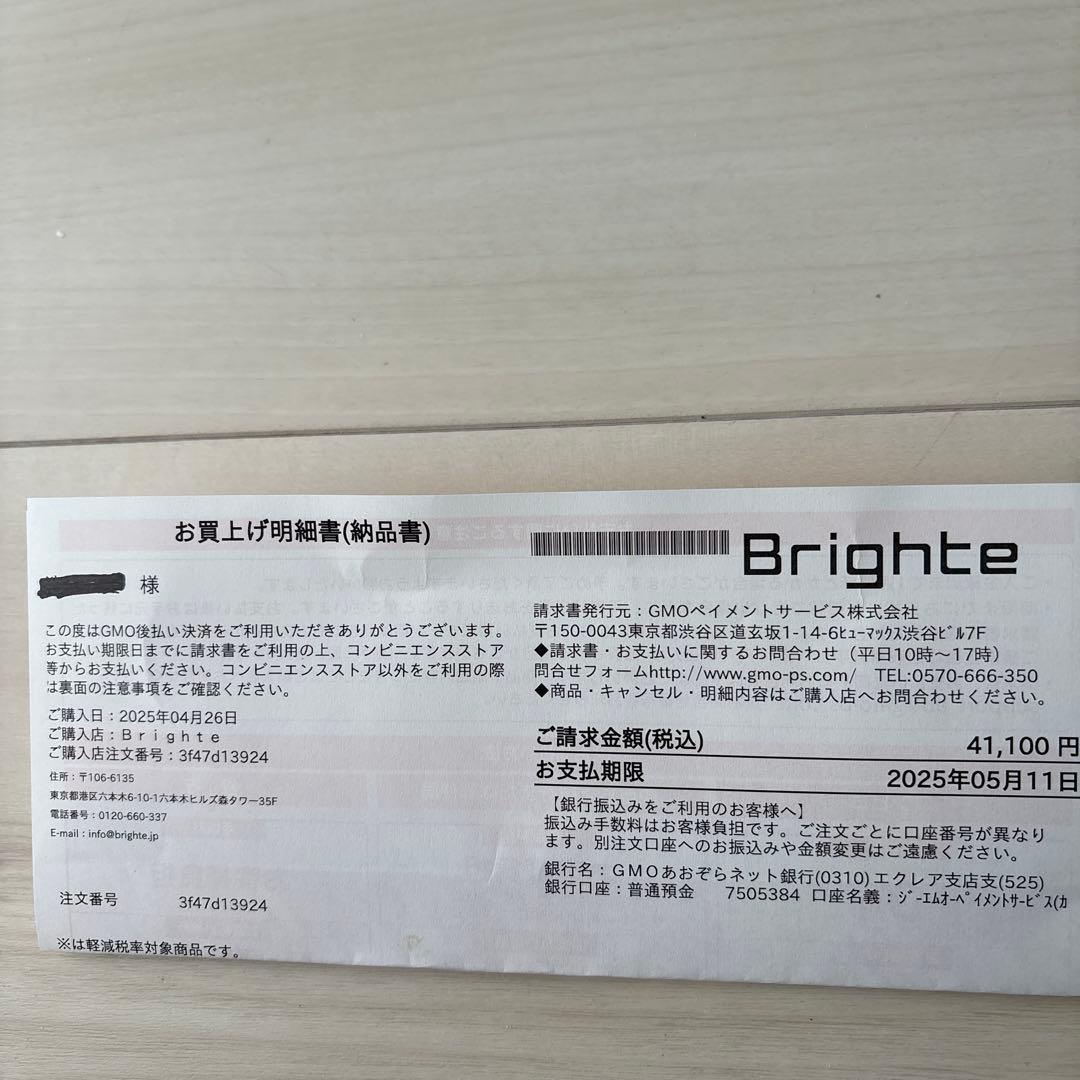 お買上げ明細書(納品書)
様
この度はGMO後払い決済をご利用いただきありがとうございます。
お支払い期限日までに請求書をご利用の上、コンビニエンスストア
等からお支払いください。コンビニエンスストア以外をご利用の際
は裏面の注意事項をご確認ください。
ご購入日:2025年04月26日
ご購入店:Ｂｒｉｇｈｔｅ
ご購入店注文番号:3f47d13924
住所:〒106-6135
東京都港区六本木6-10-1六本木ヒルズ森タワー35F
電話番号:0120-660-337
E-mail:info@brighte.jp
注文番号 3f47d13924
※は軽減税率対象商品です。
Brighte
請求書発行元:GMOペイメントサービス株式会社
〒150-0043東京都渋谷区道玄坂1-14-6ﾋｭｰﾏｯｸｽ渋谷ﾋﾞﾙ7F
◆請求書・お支払いに関するお問合わせ(平日10時〜17時)
問合せフォームhttp://www.gmo-ps.com/ TEL:0570-666-350
◆商品・キャンセル・明細内容はご購入店へお問合わせください。
ご請求金額(税込) 41,100 円
お支払期限 2025年05月11日
【銀行振込みをご利用のお客様へ】
振込み手数料はお客様負担です。ご注文ごとに口座番号が異なり
ます。別注文口座へのお振込みや金額変更はご遠慮ください。
銀行名:ＧＭＯあおぞらネット銀行(0310)エクレア支店支(525)
銀行口座:普通預金 7505384 口座名義:ｼﾞｰｴﾑｵｰﾍﾟｲﾒﾝﾄｻｰﾋﾞｽ(ｶ